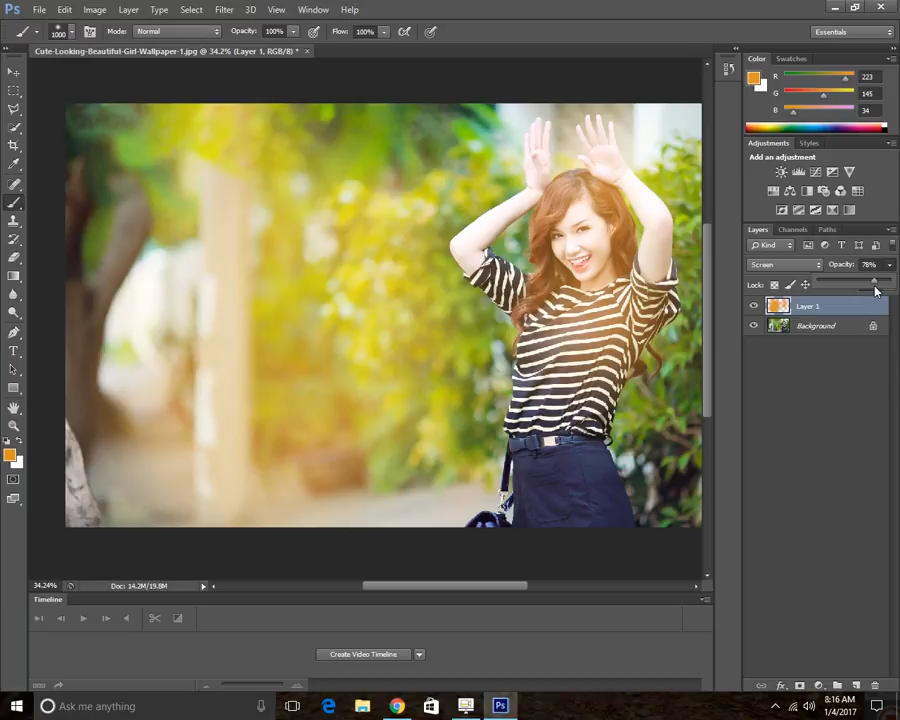 Ps File Edit Image Layer Type Select Filter 3D View Window Help
1000 Mode: Normal Opacity: 100% Flow: 100% Essentials
Cute-Looking-Beautiful-Girl-Wallpaper-1.jpg @ 34.2% (Layer 1, RGB/8) * ×
Color Swatches
R 223
G 145
B 34
Adjustments Styles
Add an adjustment
Layers Channels Paths
Kind T
Screen Opacity: 78%
Lock:
Layer 1
Background
T
34.24% Doc: 14.2M/19.8M
Timeline
Create Video Timeline
fx
Ask me anything Ps 8:16 AM
1/4/2017